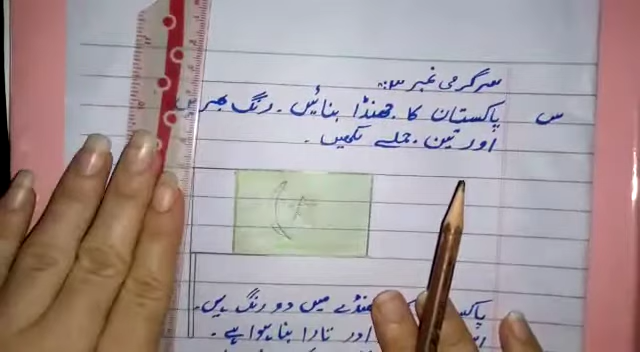 سرگرمی نمبر ۳:
س پاکستان کا جھنڈا بنائیں۔ رنگ بھریں
اور تین جملے لکھیں۔
جھنڈے میں دو رنگ ہیں۔
اور تارا بنا ہوا ہے۔